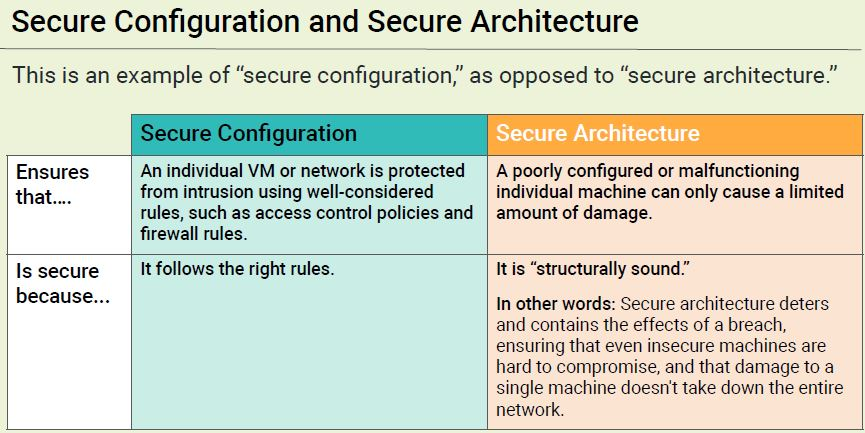 Secure Configuration and Secure Architecture
This is an example of “secure configuration,” as opposed to “secure architecture.”
Secure Configuration
Secure Architecture
Ensures
that....
An individual VM or network is protected
from intrusion using well-considered
rules, such as access control policies and
firewall rules.
A poorly configured or malfunctioning
individual machine can only cause a limited
amount of damage.
Is secure
because...
It follows the right rules.
It is “structurally sound.”
In other words: Secure architecture deters
and contains the effects of a breach,
ensuring that even insecure machines are
hard to compromise, and that damage to a
single machine doesn't take down the entire
network.